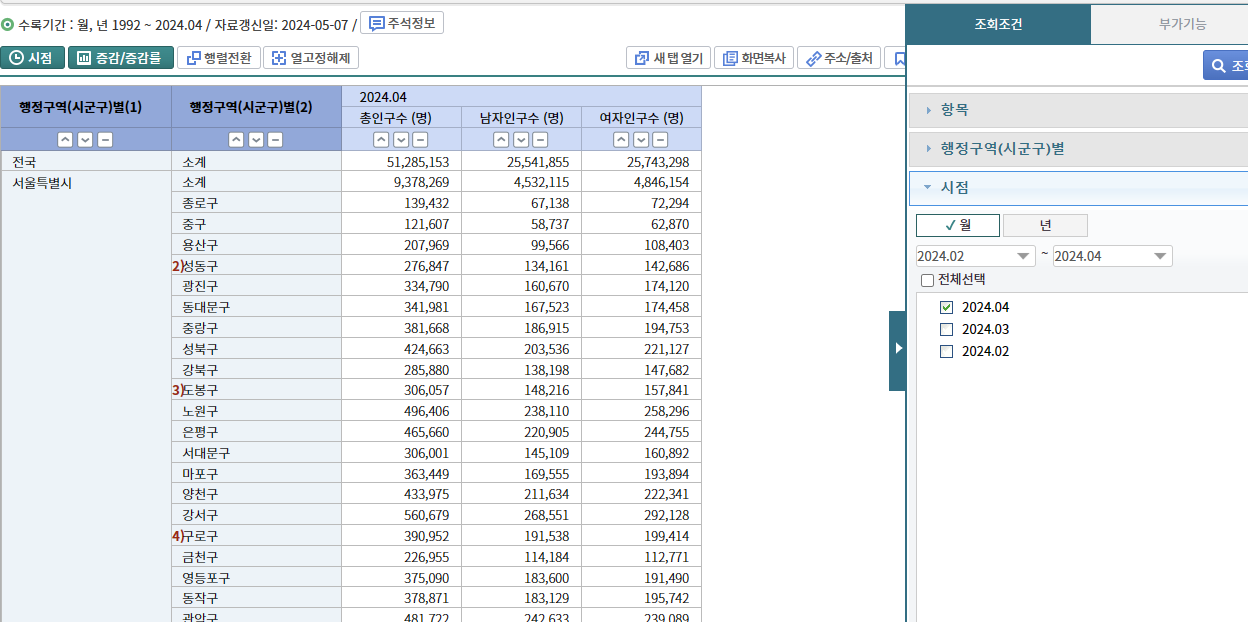 수록기간 : 월, 년 1992 ~ 2024.04 / 자료갱신일: 2024-05-07 / 주석정보
시점 증감/증감률 행렬전환 열고정해제 새 탭 열기 화면복사 주소/출처
행정구역(시군구)별(1) 행정구역(시군구)별(2) 2024.04
총인구수 (명) 남자인구수 (명) 여자인구수 (명)
전국 소계 51,285,153 25,541,855 25,743,298
서울특별시 소계 9,378,269 4,532,115 4,846,154
종로구 139,432 67,138 72,294
중구 121,607 58,737 62,870
용산구 207,969 99,566 108,403
2)성동구 276,847 134,161 142,686
광진구 334,790 160,670 174,120
동대문구 341,981 167,523 174,458
중랑구 381,668 186,915 194,753
성북구 424,663 203,536 221,127
강북구 285,880 138,198 147,682
3)도봉구 306,057 148,216 157,841
노원구 496,406 238,110 258,296
은평구 465,660 220,905 244,755
서대문구 306,001 145,109 160,892
마포구 363,449 169,555 193,894
양천구 433,975 211,634 222,341
강서구 560,679 268,551 292,128
4)구로구 390,952 191,538 199,414
금천구 226,955 114,184 112,771
영등포구 375,090 183,600 191,490
동작구 378,871 183,129 195,742
관악구 481,722 242,633 239,089
조회조건 부가기능
항목
행정구역(시군구)별
시점
월 년
2024.02 ~ 2024.04
전체선택
2024.04
2024.03
2024.02